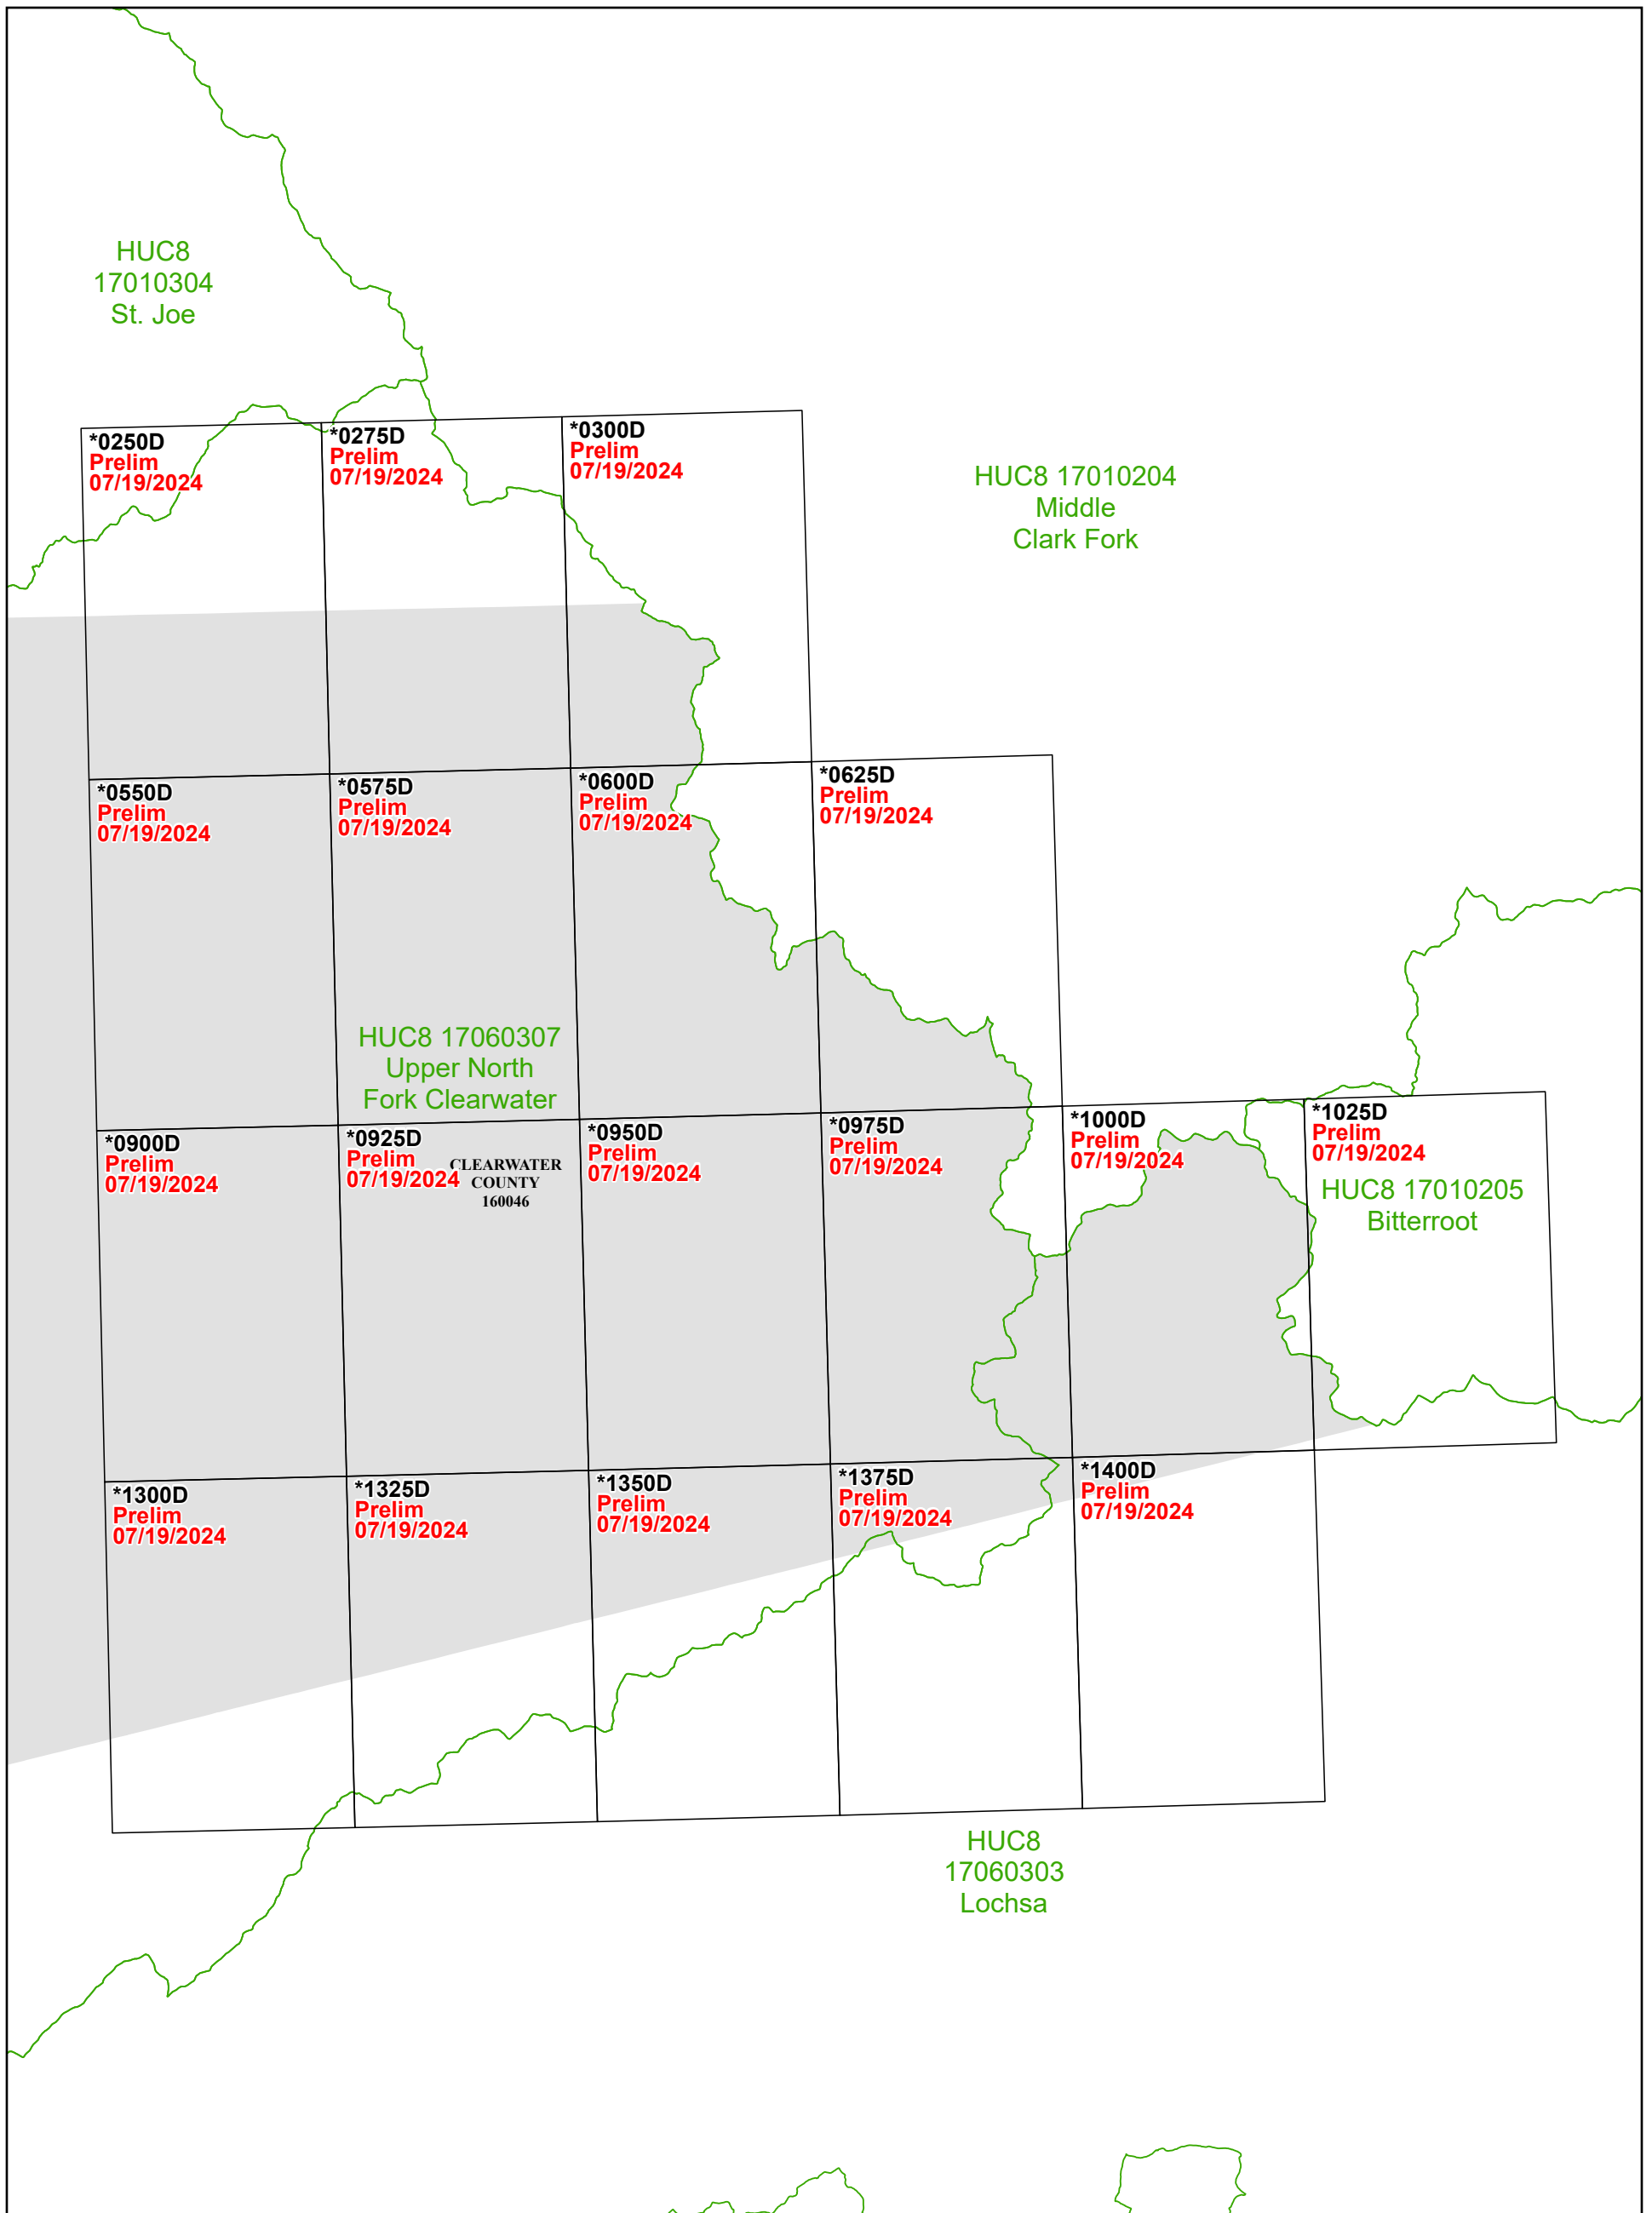 HUC8
17010304
St. Joe
*0250D
Prelim
07/19/2024
*0275D
Prelim
07/19/2024
*0300D
Prelim
07/19/2024
HUC8 17010204
Middle
Clark Fork
*0550D
Prelim
07/19/2024
*0575D
Prelim
07/19/2024
*0600D
Prelim
07/19/2024
*0625D
Prelim
07/19/2024
HUC8 17060307
Upper North
Fork Clearwater
*0900D
Prelim
07/19/2024
*0925D
Prelim
07/19/2024
CLEARWATER
COUNTY
160046
*0950D
Prelim
07/19/2024
*0975D
Prelim
07/19/2024
*1000D
Prelim
07/19/2024
*1025D
Prelim
07/19/2024
HUC8 17010205
Bitterroot
*1300D
Prelim
07/19/2024
*1325D
Prelim
07/19/2024
*1350D
Prelim
07/19/2024
*1375D
Prelim
07/19/2024
*1400D
Prelim
07/19/2024
HUC8
17060303
Lochsa